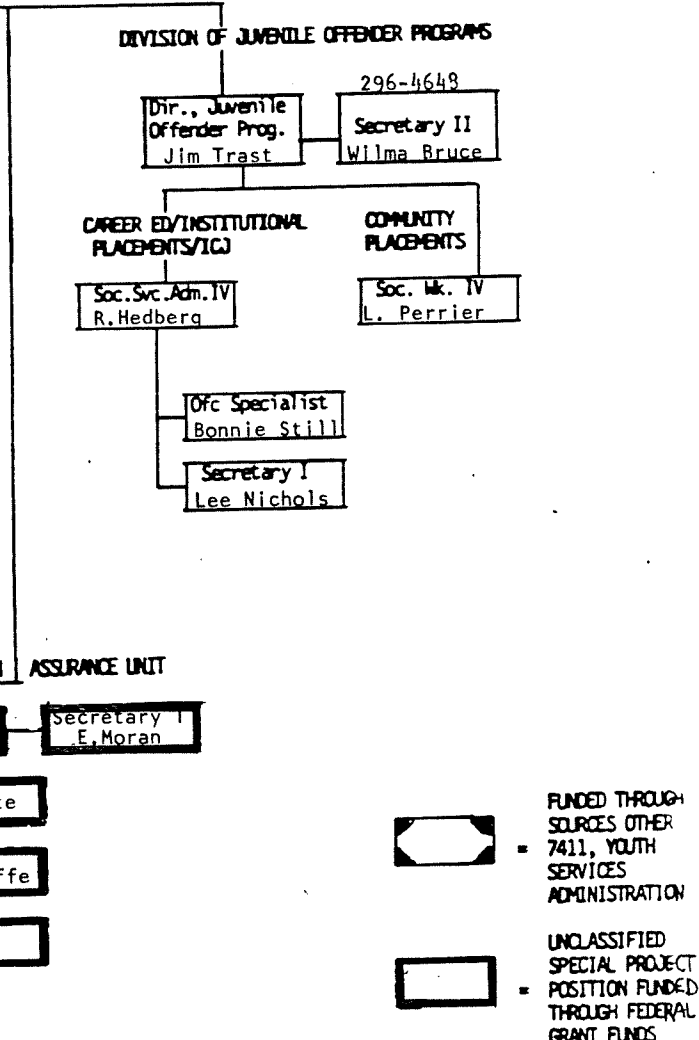 DIVISION OF JUVENILE OFFENDER PROGRAMS
296-4648
Dir., Juvenile
Offender Prog.
Jim Trast
Secretary II
Wilma Bruce
CAREER ED/INSTITUTIONAL
PLACEMENTS/ICJ
COMMUNITY
PLACEMENTS
Soc.Svc.Adm.IV
R.Hedberg
Soc. Wk. IV
L. Perrier
Ofc Specialist
Bonnie Still
Secretary I
Lee Nichols
ASSURANCE UNIT
Secretary I
E.Moran
ffe
FUNDED THROUGH
SOURCES OTHER
= 7411, YOUTH
SERVICES
ADMINISTRATION
UNCLASSIFIED
SPECIAL PROJECT
= POSITION FUNDED
THROUGH FEDERAL
GRANT FUNDS